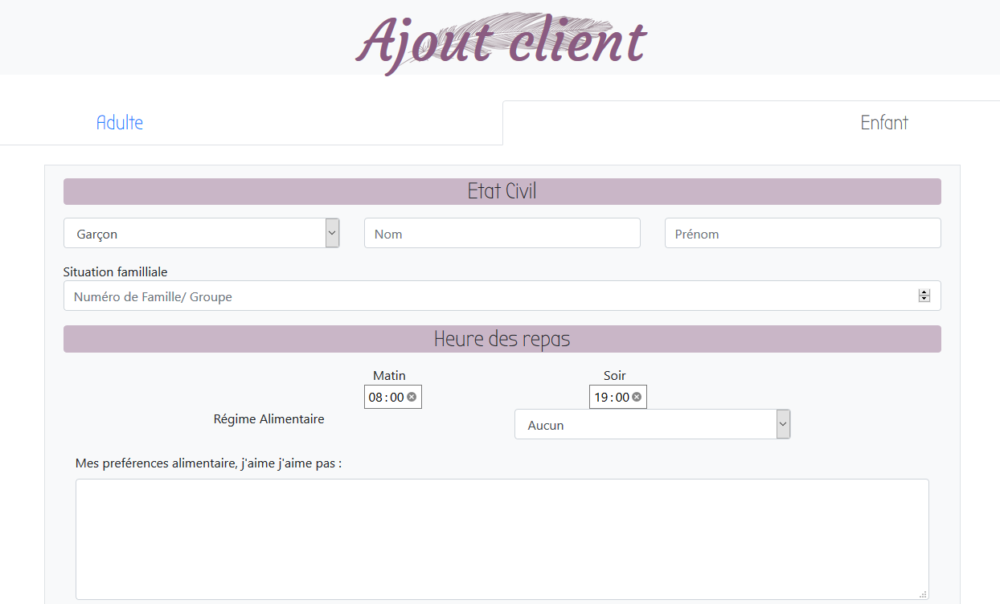 Ajout client
Adulte Enfant
Etat Civil
Garçon Nom Prénom
Situation familliale
Numéro de Famille/ Groupe
Heure des repas
Matin Soir
08:00 19:00
Régime Alimentaire Aucun
Mes preférences alimentaire, j'aime j'aime pas :